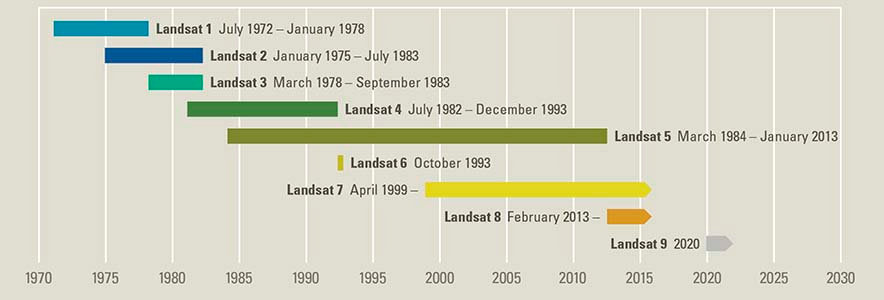 Landsat 1 July 1972 – January 1978
Landsat 2 January 1975 – July 1983
Landsat 3 March 1978 – September 1983
Landsat 4 July 1982 – December 1993
Landsat 5 March 1984 – January 2013
Landsat 6 October 1993
Landsat 7 April 1999 –
Landsat 8 February 2013 –
Landsat 9 2020
1970 1975 1980 1985 1990 1995 2000 2005 2010 2015 2020 2025 2030